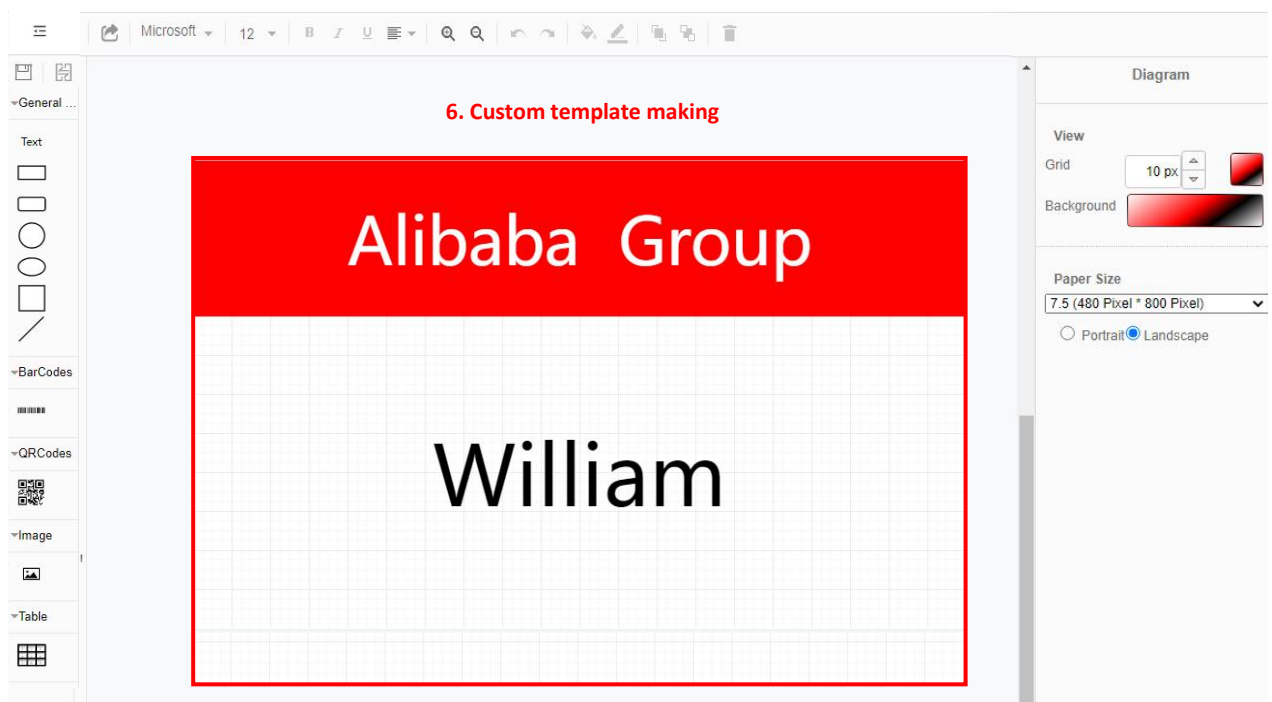 Microsoft 12 B I U
Diagram
General ...
6. Custom template making
View
Text
Grid
10 px
Background
Alibaba Group
Paper Size
7.5 (480 Pixel * 800 Pixel)
Portrait Landscape
BarCodes
QRCodes
William
Image
Table